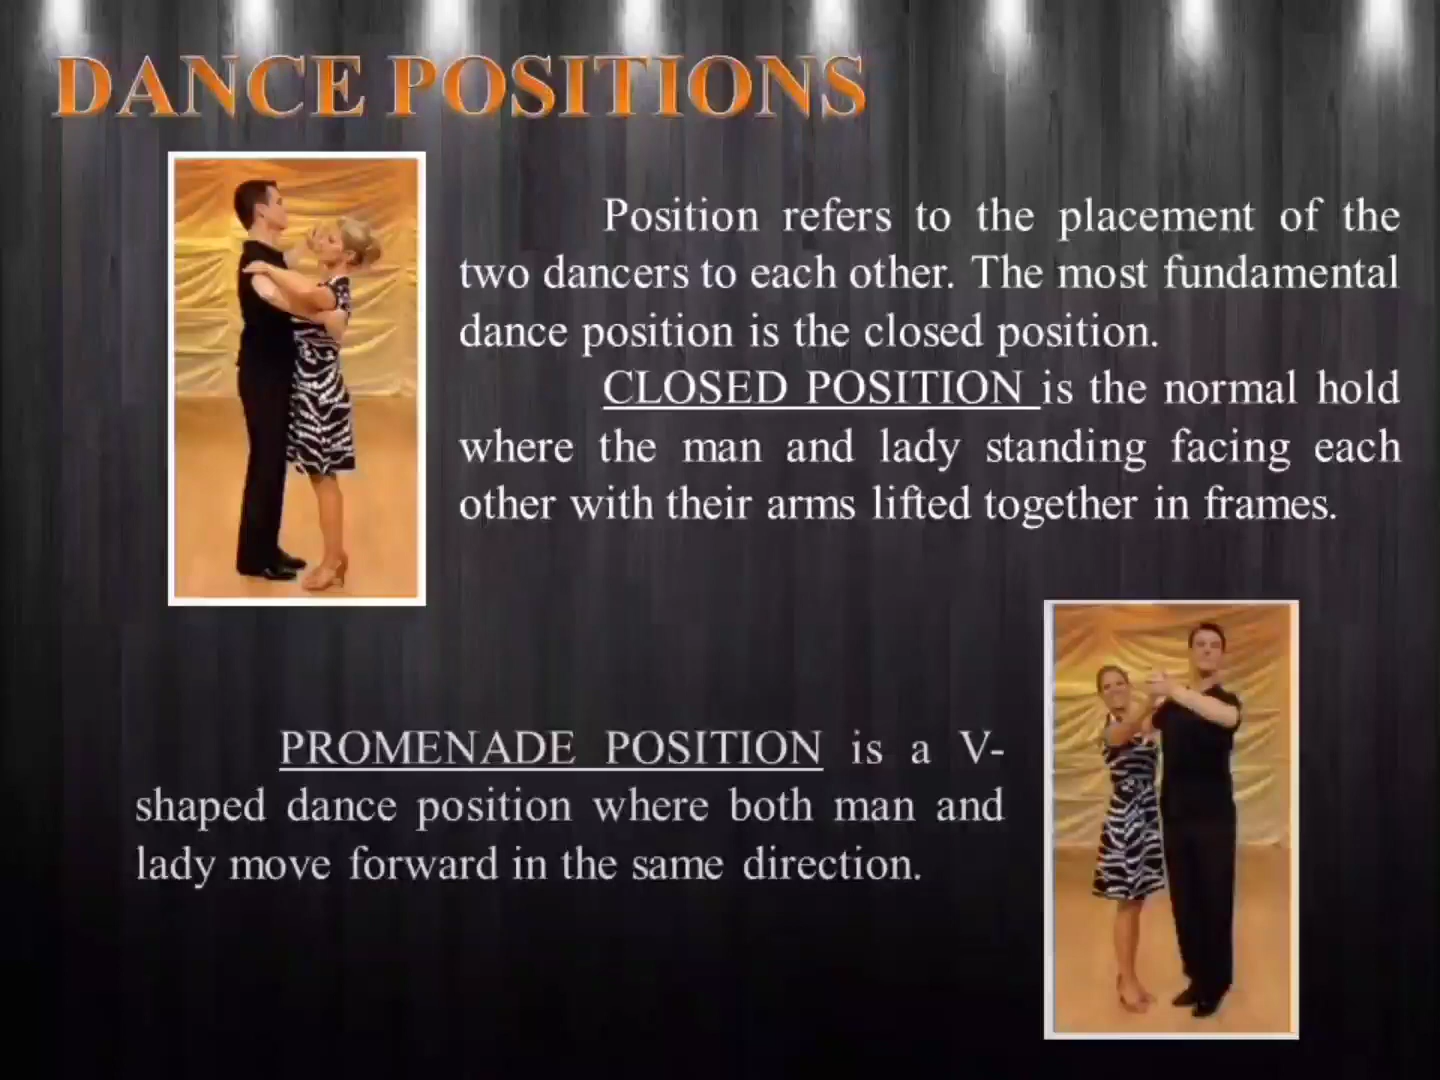 DANCE POSITIONS
Position refers to the placement of the
two dancers to each other. The most fundamental
dance position is the closed position.
CLOSED POSITION is the normal hold
where the man and lady standing facing each
other with their arms lifted together in frames.
PROMENADE POSITION is a V-
shaped dance position where both man and
lady move forward in the same direction.